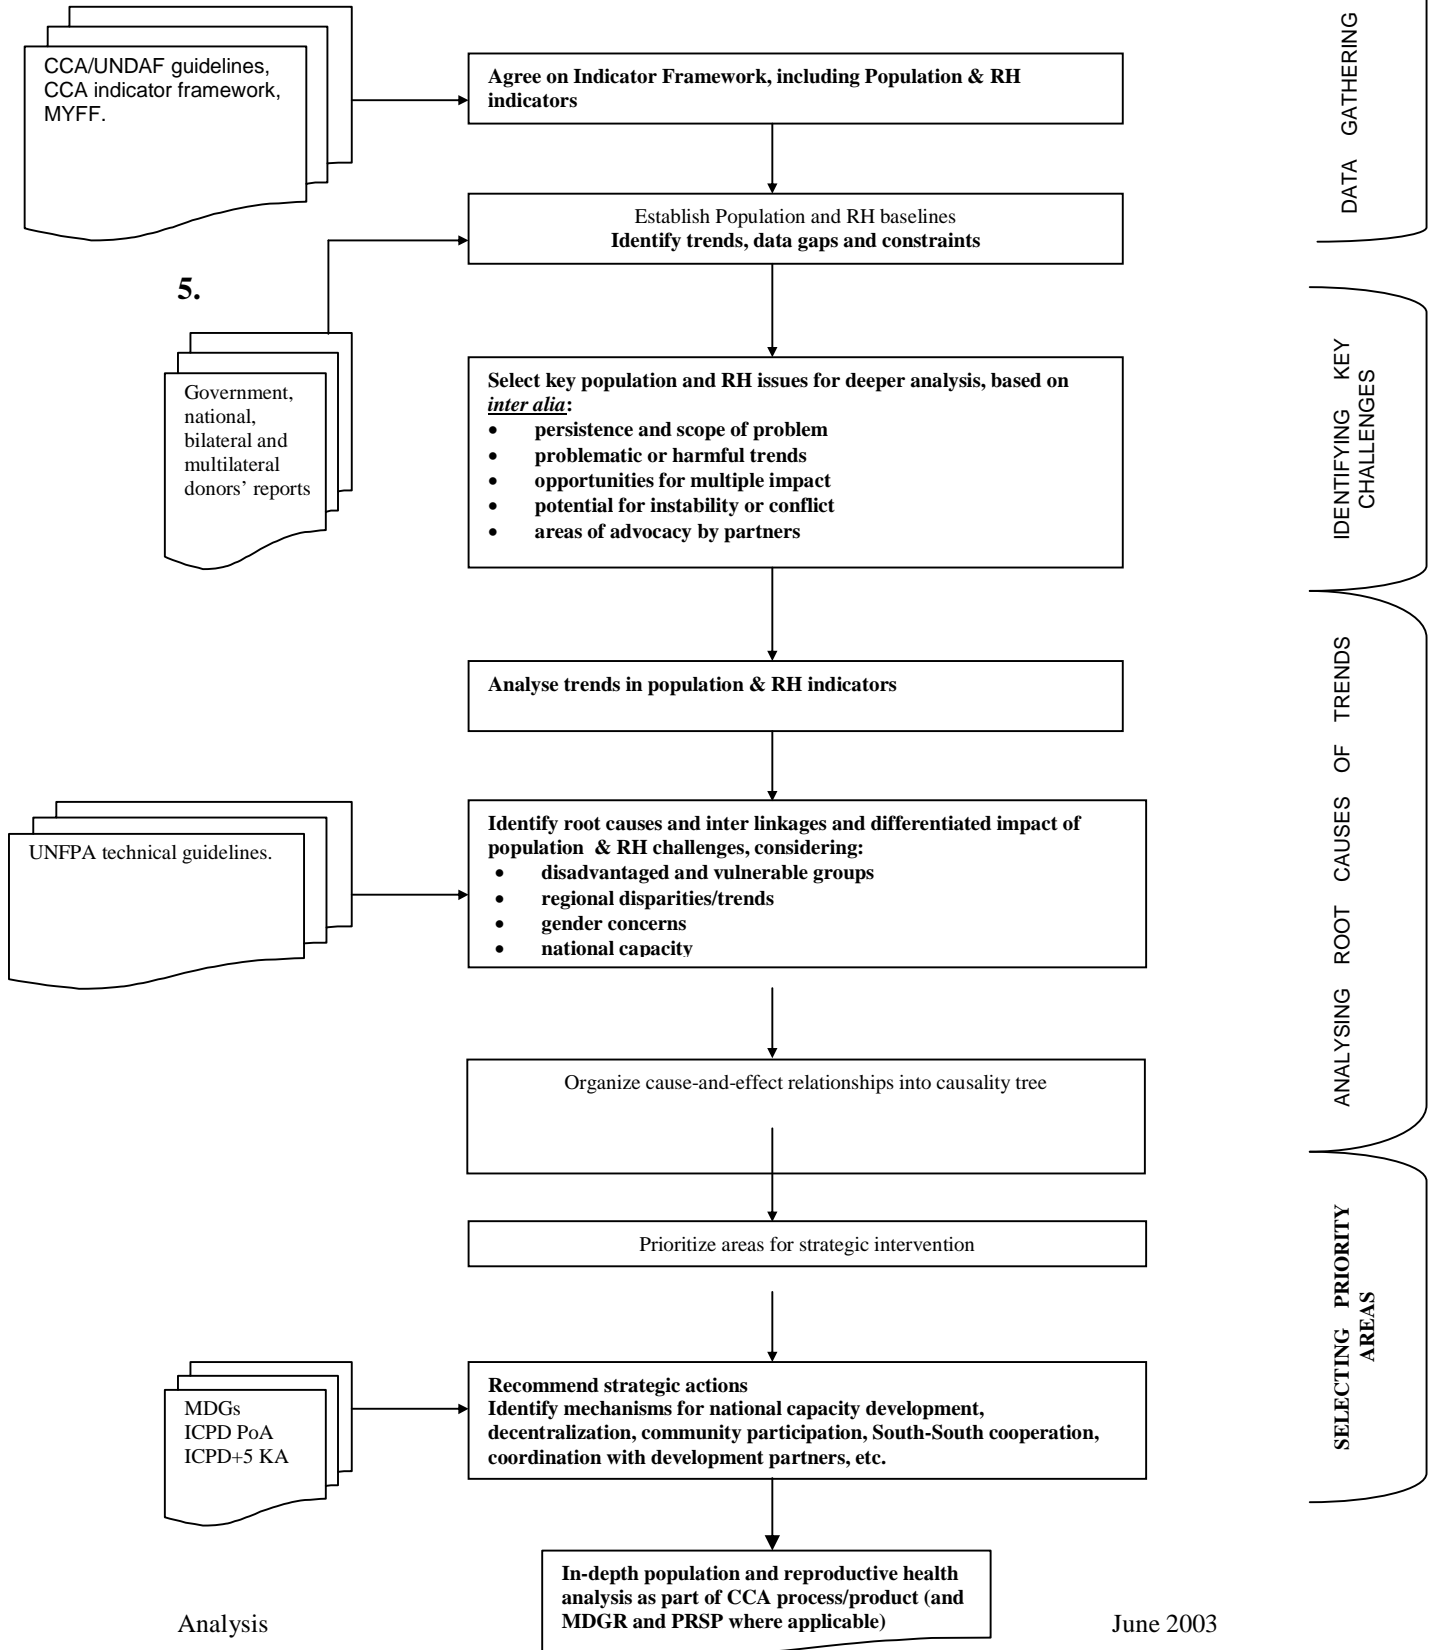 CCA/UNDAF guidelines,
CCA indicator framework,
MYFF.
Agree on Indicator Framework, including Population & RH
indicators
DATA GATHERING
Establish Population and RH baselines
Identify trends, data gaps and constraints
5.
Government,
national,
bilateral and
multilateral
donors’ reports
Select key population and RH issues for deeper analysis, based on
inter alia:
• persistence and scope of problem
• problematic or harmful trends
• opportunities for multiple impact
• potential for instability or conflict
• areas of advocacy by partners
IDENTIFYING KEY
CHALLENGES
Analyse trends in population & RH indicators
UNFPA technical guidelines.
Identify root causes and inter linkages and differentiated impact of
population & RH challenges, considering:
• disadvantaged and vulnerable groups
• regional disparities/trends
• gender concerns
• national capacity
ANALYSING ROOT CAUSES OF TRENDS
Organize cause-and-effect relationships into causality tree
Prioritize areas for strategic intervention
SELECTING PRIORITY
AREAS
MDGs
ICPD PoA
ICPD+5 KA
Recommend strategic actions
Identify mechanisms for national capacity development,
decentralization, community participation, South-South cooperation,
coordination with development partners, etc.
In-depth population and reproductive health
analysis as part of CCA process/product (and
MDGR and PRSP where applicable)
Analysis
June 2003